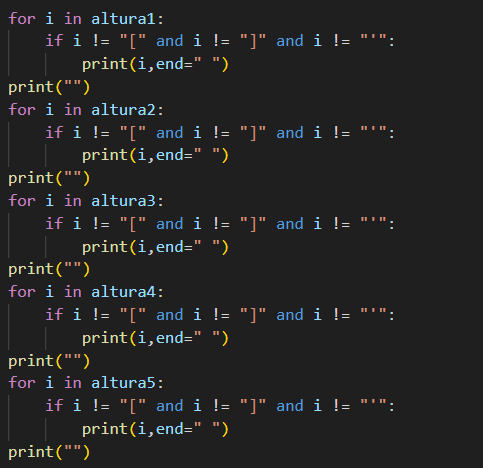 for i in altura1:
    if i != "[" and i != "]" and i != "'":
        print(i,end=" ")
print("")
for i in altura2:
    if i != "[" and i != "]" and i != "'":
        print(i,end=" ")
print("")
for i in altura3:
    if i != "[" and i != "]" and i != "'":
        print(i,end=" ")
print("")
for i in altura4:
    if i != "[" and i != "]" and i != "'":
        print(i,end=" ")
print("")
for i in altura5:
    if i != "[" and i != "]" and i != "'":
        print(i,end=" ")
print("")